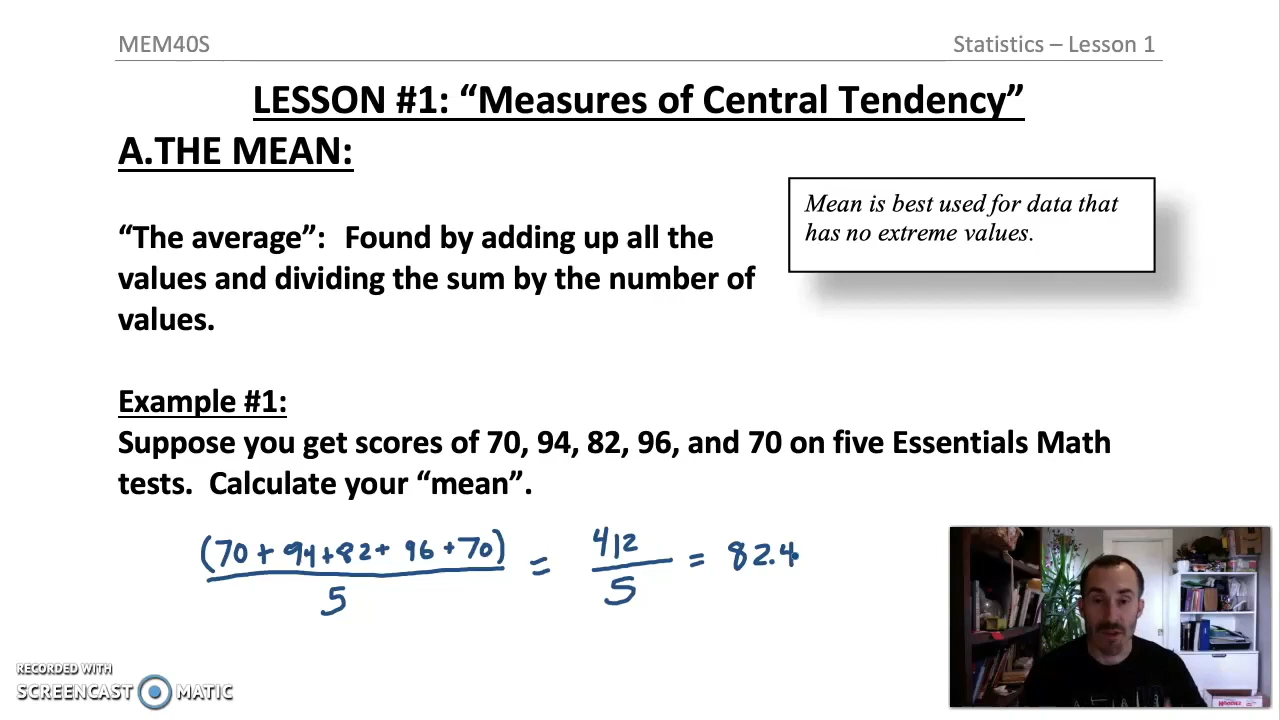 MEM40S
Statistics – Lesson 1
LESSON #1: “Measures of Central Tendency”
A.THE MEAN:
Mean is best used for data that
has no extreme values.
“The average”: Found by adding up all the
values and dividing the sum by the number of
values.
Example #1:
Suppose you get scores of 70, 94, 82, 96, and 70 on five Essentials Math
tests. Calculate your “mean”.
(70 + 94+82+ 96 +70) = 412 = 82.4
5 5
RECORDED WITH
SCREENCAST MATIC